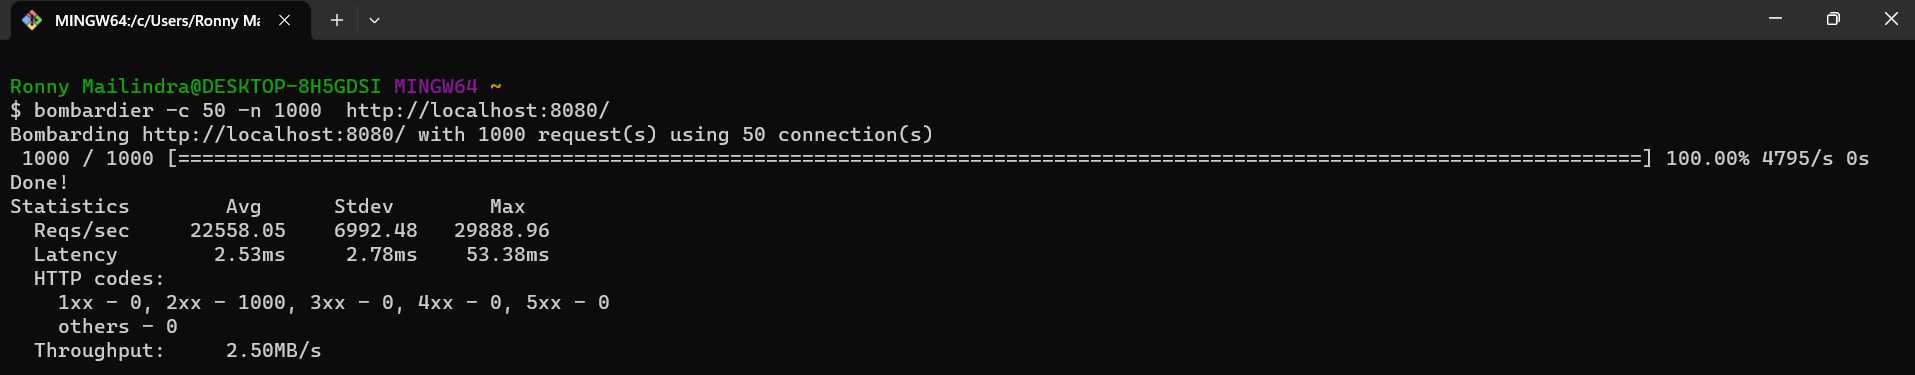 MINGW64:/c/Users/Ronny Ma
Ronny Mailindra@DESKTOP-8H5GDSI MINGW64 ~
$ bombardier -c 50 -n 1000  http://localhost:8080/
Bombarding http://localhost:8080/ with 1000 request(s) using 50 connection(s)
 1000 / 1000 [==========================================================================================================================] 100.00% 4795/s 0s
Done!
Statistics        Avg      Stdev        Max
  Reqs/sec     22558.05    6992.48   29888.96
  Latency        2.53ms     2.78ms    53.38ms
  HTTP codes:
    1xx - 0, 2xx - 1000, 3xx - 0, 4xx - 0, 5xx - 0
    others - 0
  Throughput:     2.50MB/s